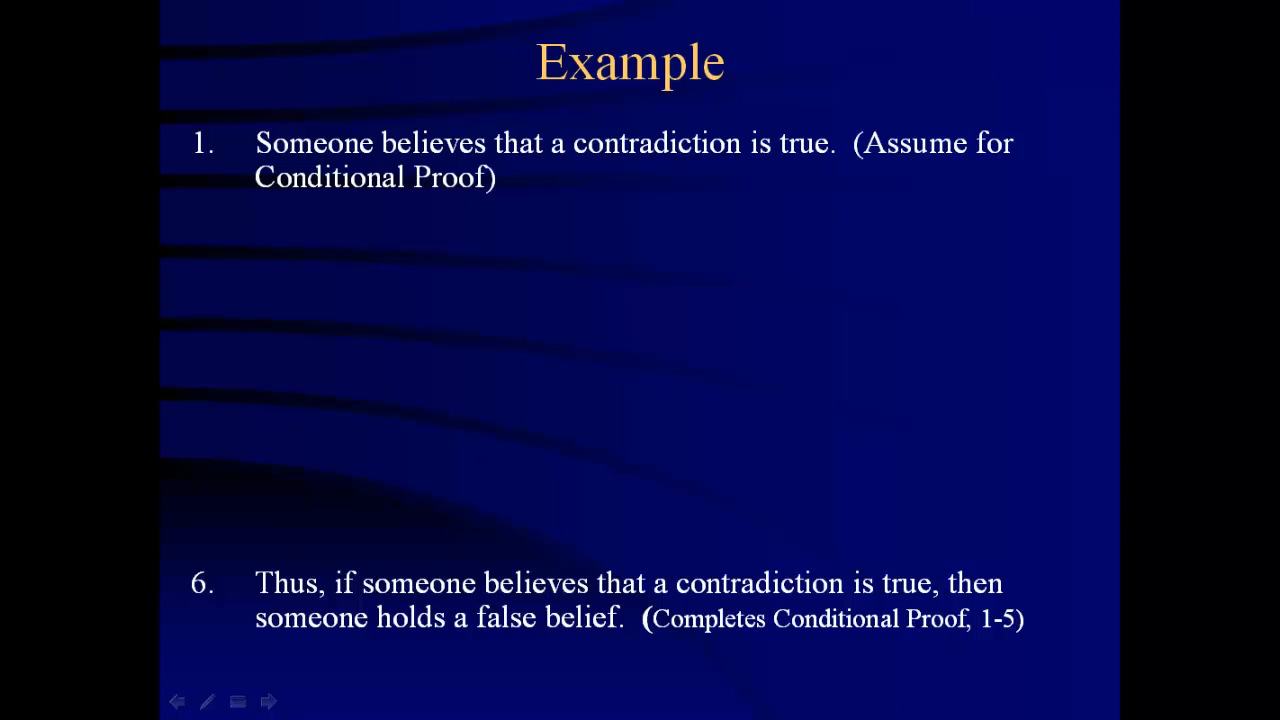 Example
1. Someone believes that a contradiction is true. (Assume for
Conditional Proof)
6. Thus, if someone believes that a contradiction is true, then
someone holds a false belief. (Completes Conditional Proof, 1-5)